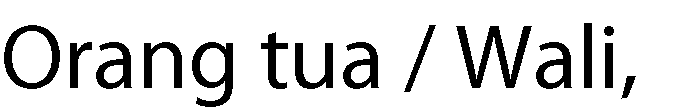 Orang tua / Wali,